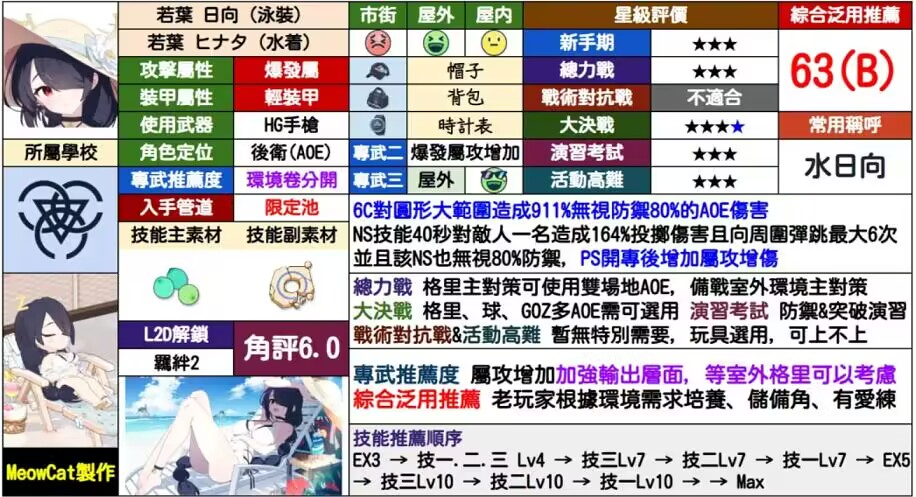 若葉 日向（泳裝）
若葉 ヒナタ（水着）
攻擊屬性 爆發屬
裝甲屬性 輕裝甲
使用武器 HG手槍
角色定位 後衛(AOE)
專武推薦度 環境卷分開
入手管道 限定池
技能主素材 技能副素材
所屬學校
L2D解鎖
羈絆2
角評6.0
MeowCat製作
市街 屋外 屋內
帽子
背包
時計表
專武二 爆發屬攻增加
專武三 屋外
星級評價
新手期 ★★★
總力戰 ★★★
戰術對抗戰 不適合
大決戰 ★★★★
演習考試 ★★★
活動高難 ★★★
綜合泛用推薦
63(B)
常用稱呼
水日向
6C對圓形大範圍造成911%無視防禦80%的AOE傷害
NS技能40秒對敵人一名造成164%投擲傷害且向周圍彈跳最大6次
並且該NS也無視80%防禦，PS開專後增加屬攻增傷
總力戰 格里主對策可使用雙場地AOE，備戰室外環境主對策
大決戰 格里、球、GOZ多AOE需可選用 演習考試 防禦&突破演習
戰術對抗戰&活動高難 暫無特別需要，玩具選用，可上不上
專武推薦度 屬攻增加加強輸出層面，等室外格里可以考慮
綜合泛用推薦 老玩家根據環境需求培養、儲備角、有愛練
技能推薦順序
EX3 → 技一.二.三 Lv4 → 技三Lv7 → 技二Lv7 → 技一Lv7 → EX5
→ 技三Lv10 → 技二Lv10 → 技一Lv10 → → Max